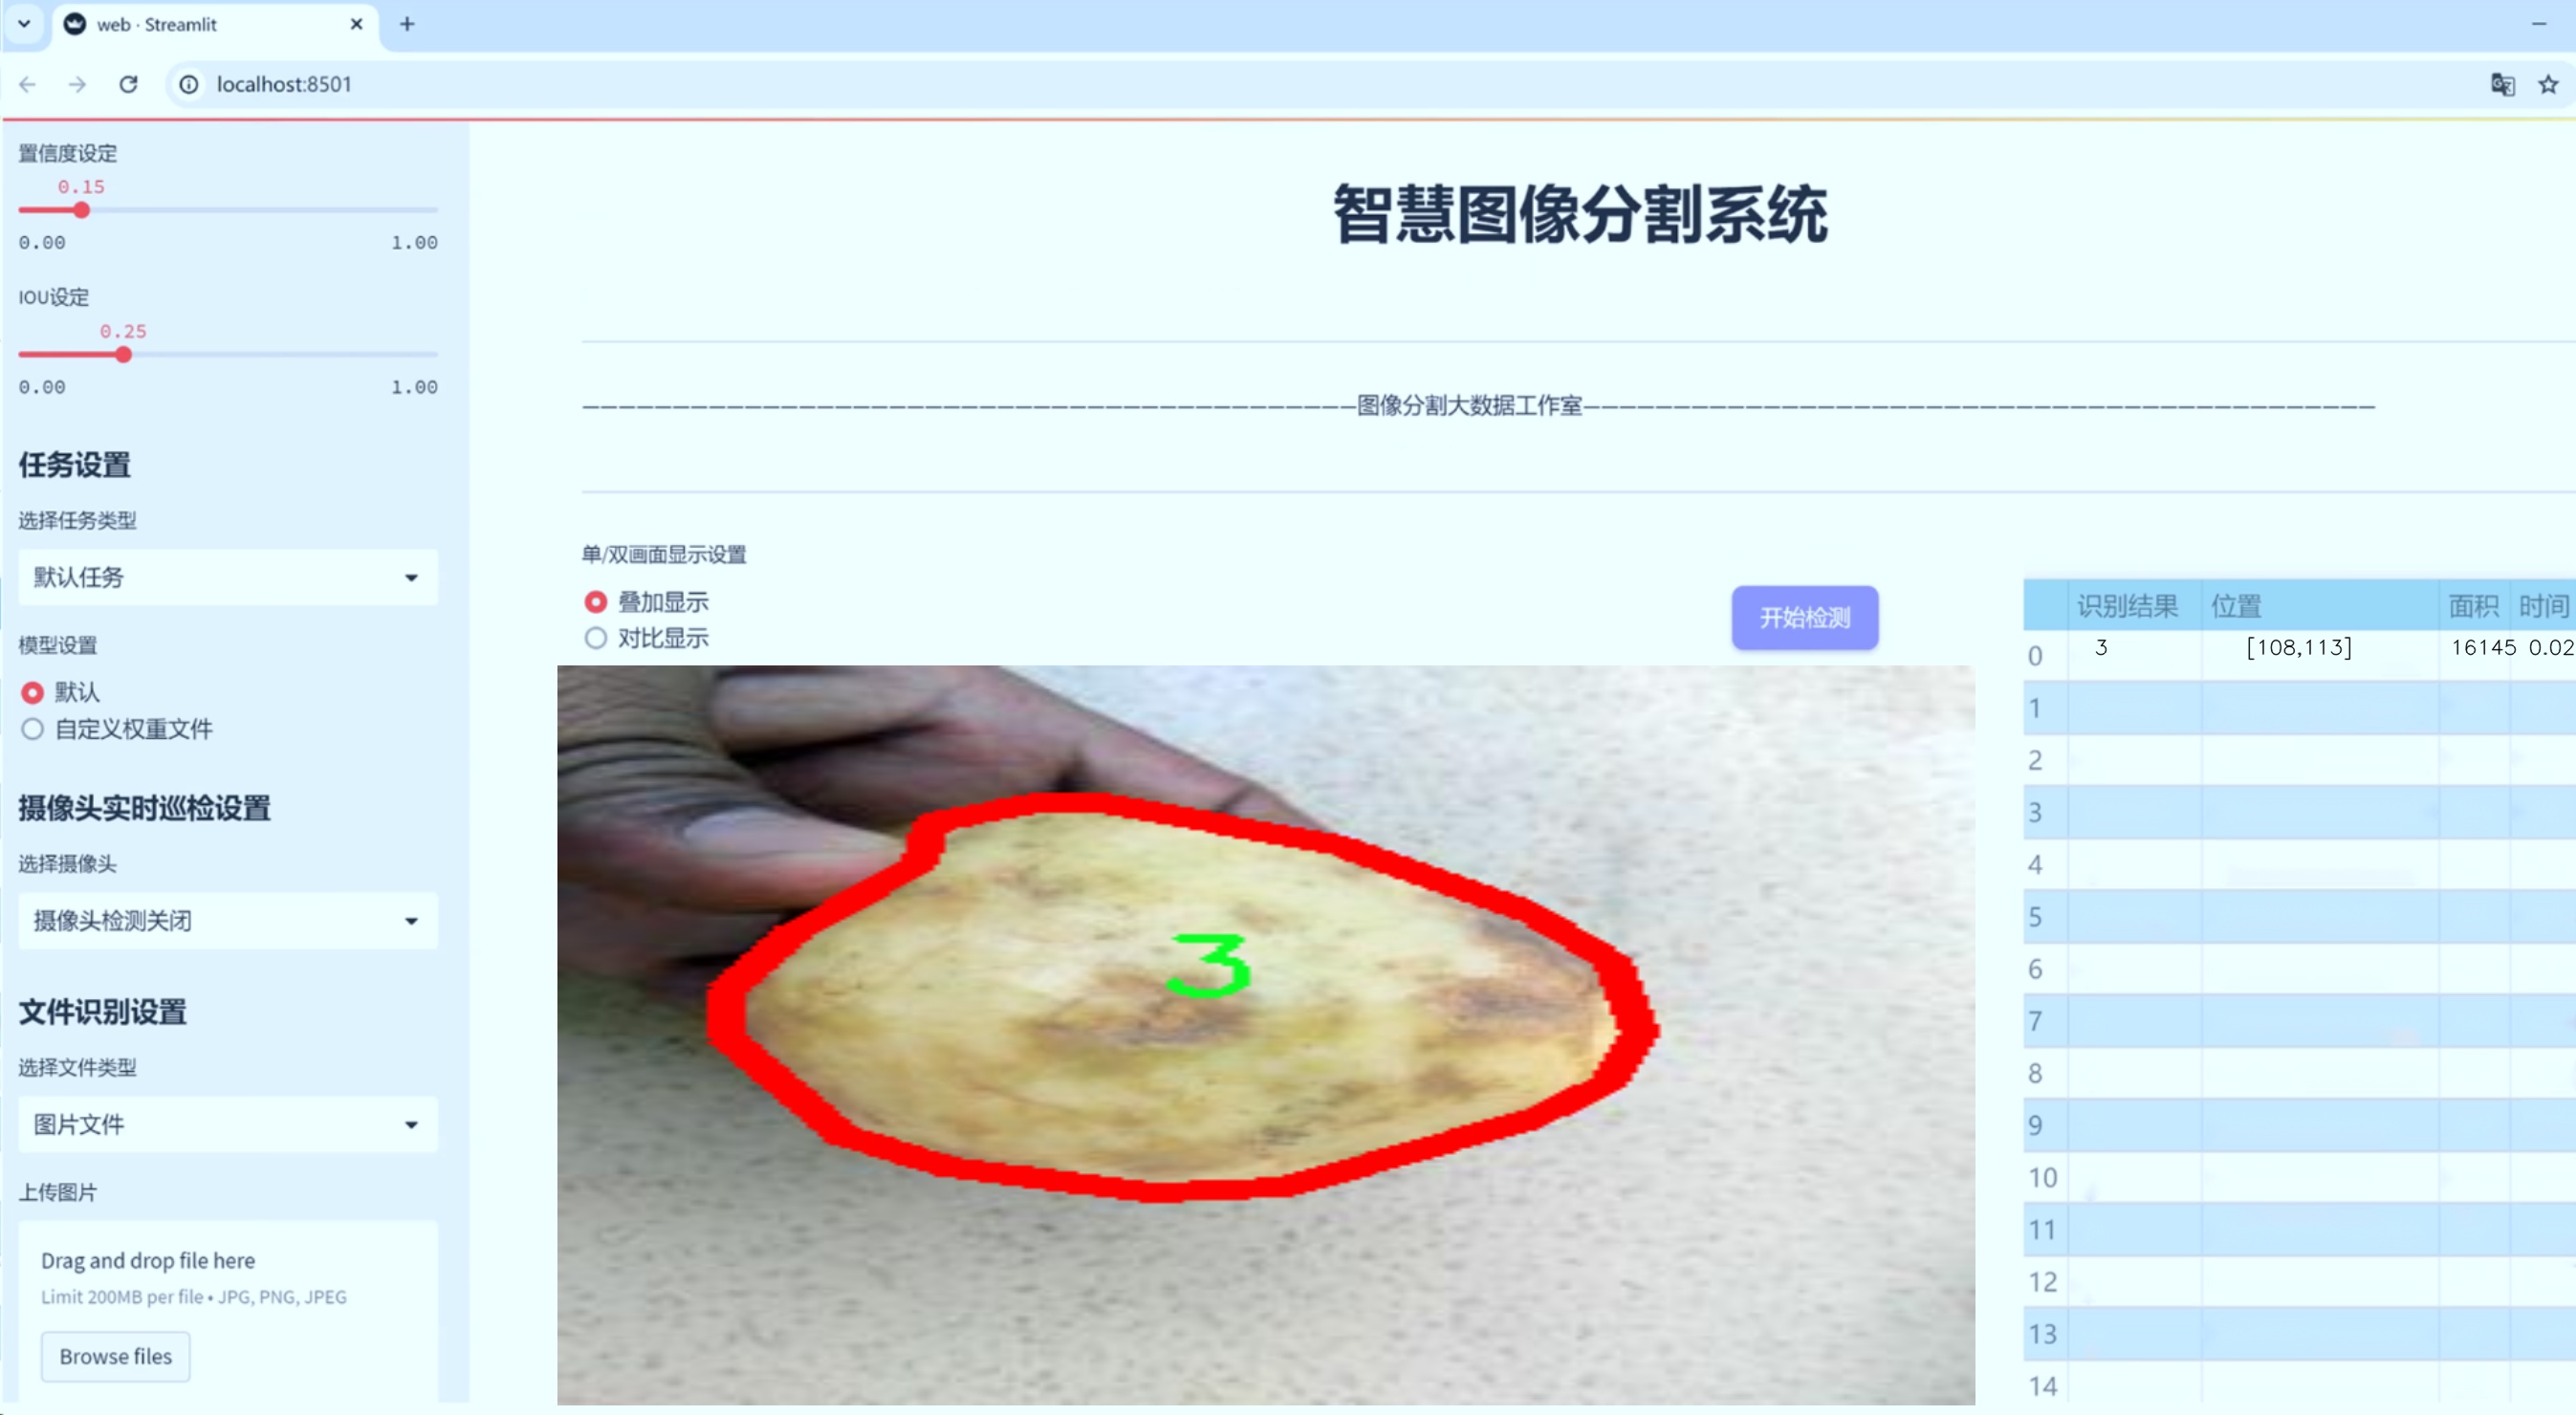 web · Streamlit
localhost:8501
置信度设定
0.15
0.00 1.00
IOU设定
0.25
0.00 1.00
任务设置
选择任务类型
默认任务
模型设置
默认
自定义权重文件
摄像头实时巡检设置
选择摄像头
摄像头检测关闭
文件识别设置
选择文件类型
图片文件
上传图片
Drag and drop file here
Limit 200MB per file • JPG, PNG, JPEG
Browse files
智慧图像分割系统
———————————————————————————————————————————图像分割大数据工作室————————————————————————————————————————————
单/双画面显示设置
叠加显示
对比显示
开始检测
3
识别结果 位置 面积 时间
0 3 [108,113] 16145 0.02
1
2
3
4
5
6
7
8
9
10
11
12
13
14